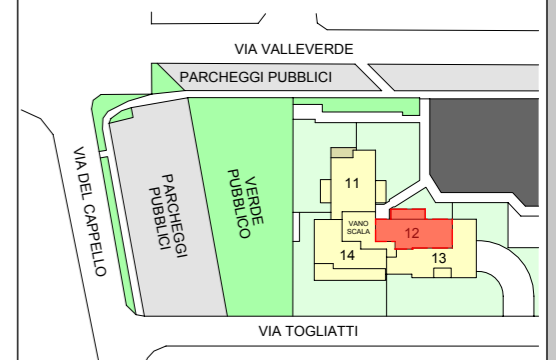 VIA VALLEVERDE
PARCHEGGI PUBBLICI
VIA DEL CAPPELLO
PARCHEGGI
PUBBLICI
VERDE
PUBBLICO
11
VANO
SCALA
12
14
13
VIA TOGLIATTI